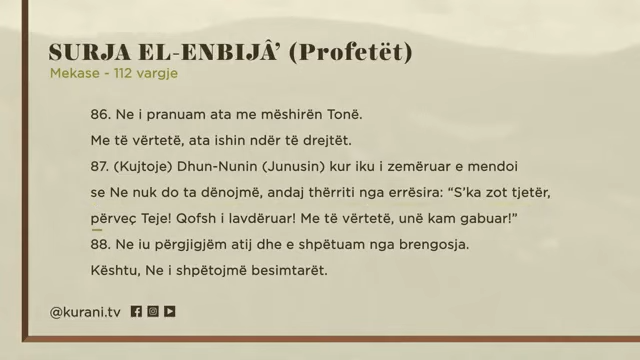 SURJA EL-ENBIJÂ’ (Profetët)
Mekase - 112 vargje
86. Ne i pranuam ata me mëshirën Tonë.
Me të vërtetë, ata ishin ndër të drejtët.
87. (Kujtoje) Dhun-Nunin (Junusin) kur iku i zemëruar e mendoi
se Ne nuk do ta dënojmë, andaj thërriti nga errësira: “S’ka zot tjetër,
përveç Teje! Qofsh i lavdëruar! Me të vërtetë, unë kam gabuar!”
88. Ne iu përgjigjëm atij dhe e shpëtuam nga brengosja.
Kështu, Ne i shpëtojmë besimtarët.
@kurani.tv